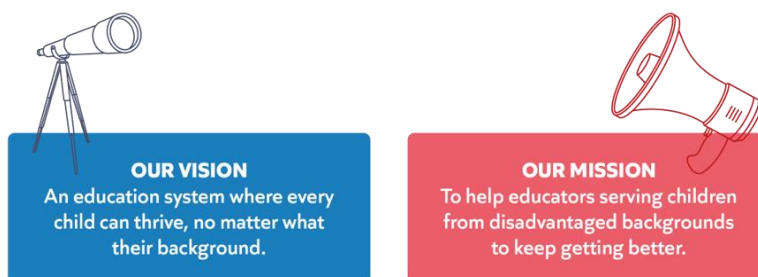 OUR VISION
An education system where every
child can thrive, no matter what
their background.
OUR MISSION
To help educators serving children
from disadvantaged backgrounds
to keep getting better.